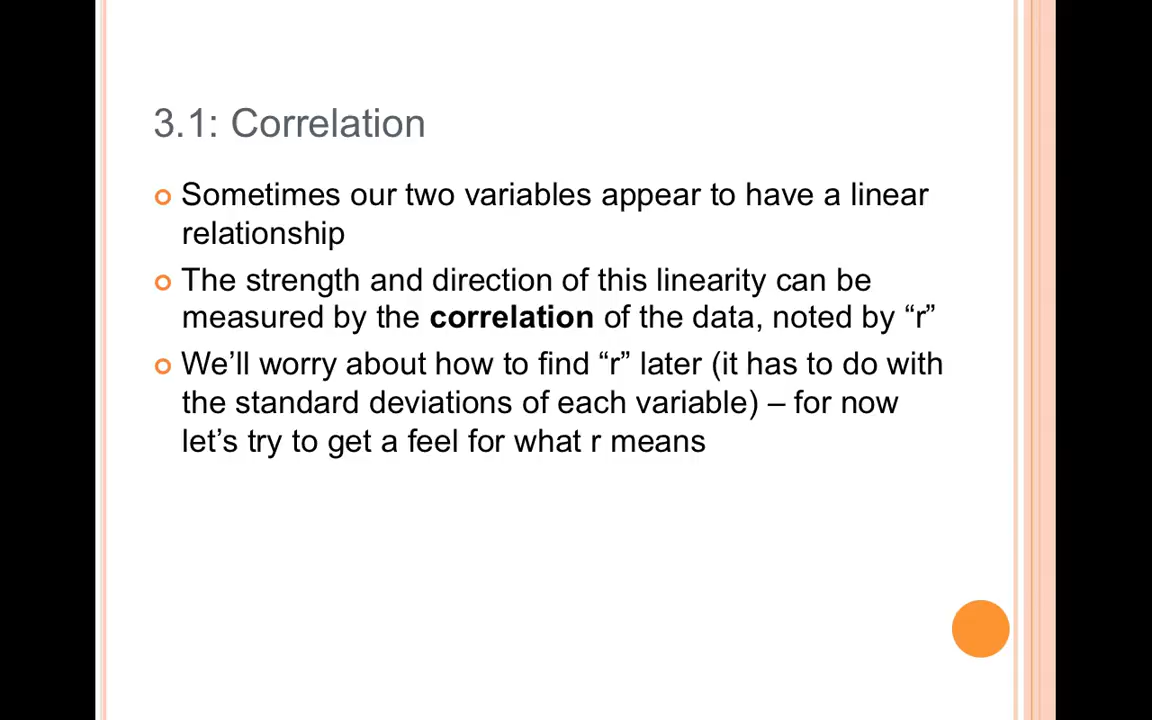 3.1: Correlation
Sometimes our two variables appear to have a linear
relationship
The strength and direction of this linearity can be
measured by the correlation of the data, noted by “r”
We’ll worry about how to find “r” later (it has to do with
the standard deviations of each variable) – for now
let’s try to get a feel for what r means